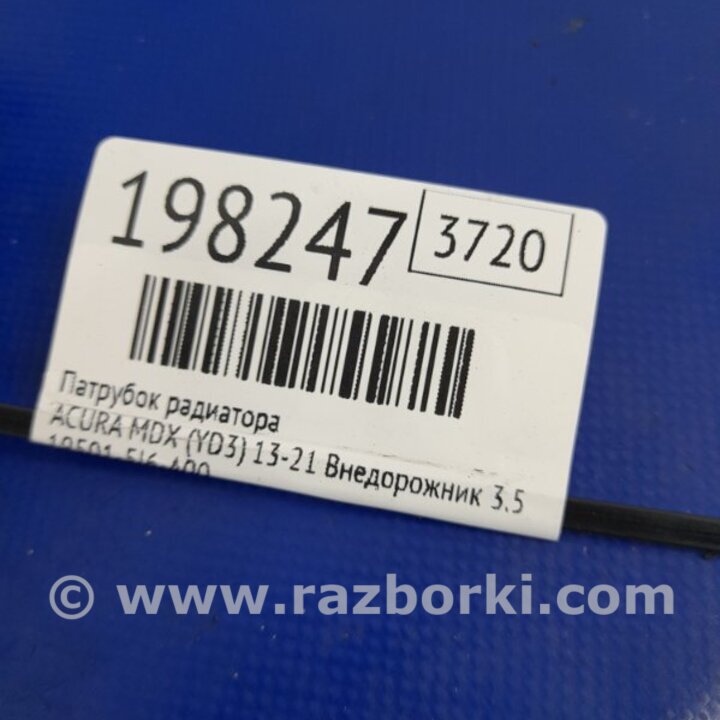 198247 3720
Патрубок радиатора
ACURA MDX (YD3) 13-21 Внедорожник 3.5
© www.razborki.com